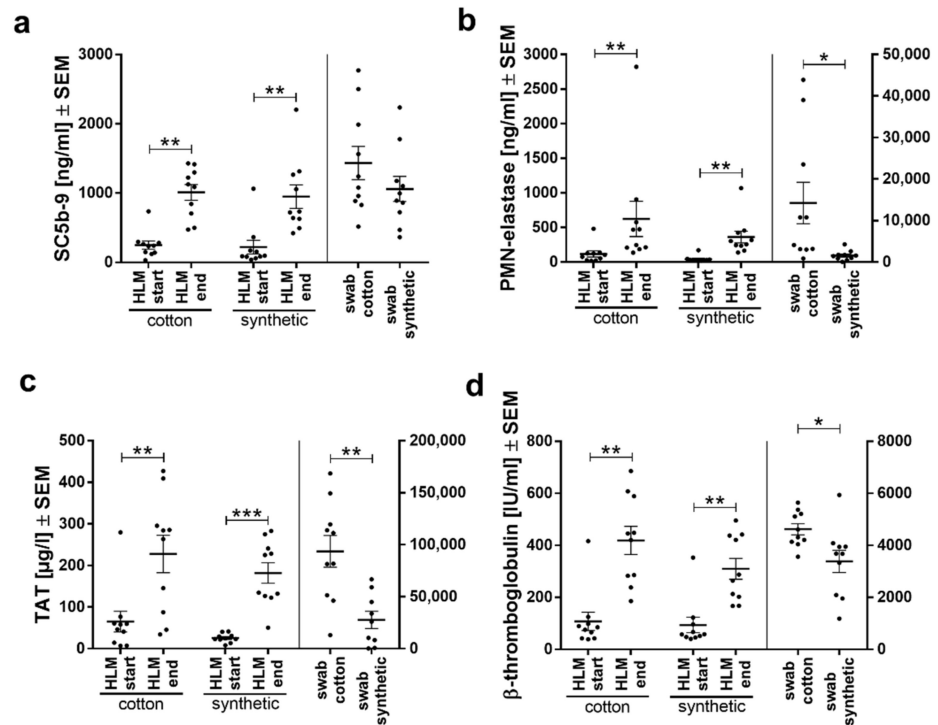 a
SC5b-9 [ng/ml] ± SEM
3000
2000
1000
0
**
**
HLM start
HLM end
HLM start
HLM end
swab cotton
swab synthetic
cotton
synthetic
b
PMN-elastase [ng/ml] ± SEM
3000
2500
2000
1500
1000
500
0
**
**
*
50,000
40,000
30,000
20,000
10,000
0
HLM start
HLM end
HLM start
HLM end
swab cotton
swab synthetic
cotton
synthetic
c
TAT [µg/l] ± SEM
500
400
300
200
100
0
**
***
**
200,000
150,000
100,000
50,000
0
HLM start
HLM end
HLM start
HLM end
swab cotton
swab synthetic
cotton
synthetic
d
β-thromboglobulin [IU/ml] ± SEM
800
600
400
200
0
**
**
*
8000
6000
4000
2000
0
HLM start
HLM end
HLM start
HLM end
swab cotton
swab synthetic
cotton
synthetic